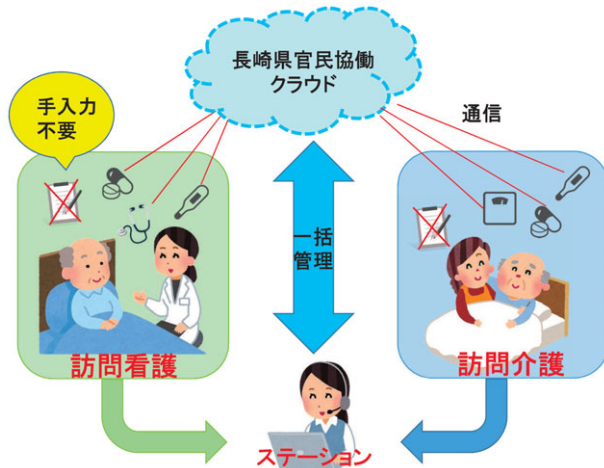 長崎県官民協働
クラウド
手入力
不要
通信
一括
管理
訪問看護
訪問介護
ステーション